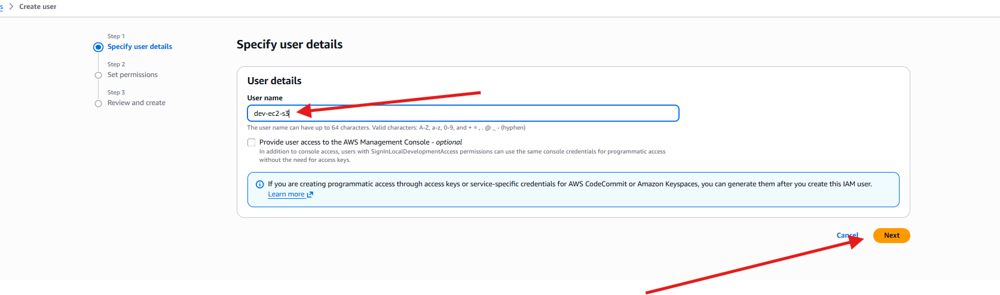 s > Create user
Step 1
Specify user details
Step 2
Set permissions
Step 3
Review and create
Specify user details
User details
User name
dev-ec2-s3
The user name can have up to 64 characters. Valid characters: A-Z, a-z, 0-9, and + = , . @ _ - (hyphen)
Provide user access to the AWS Management Console - optional
In addition to console access, users with SignInLocalDevelopmentAccess permissions can use the same console credentials for programmatic access
without the need for access keys.
If you are creating programmatic access through access keys or service-specific credentials for AWS CodeCommit or Amazon Keyspaces, you can generate them after you create this IAM user.
Learn more
Cancel
Next